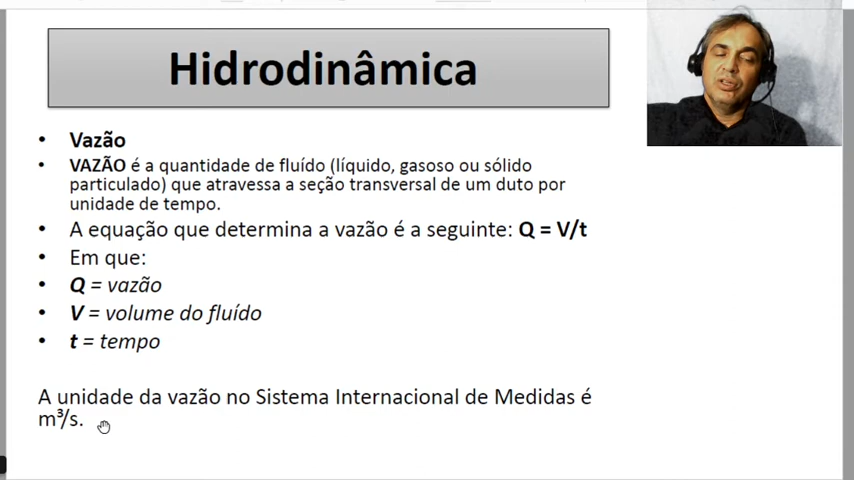 Hidrodinâmica
• Vazão
• VAZÃO é a quantidade de fluído (líquido, gasoso ou sólido
particulado) que atravessa a seção transversal de um duto por
unidade de tempo.
• A equação que determina a vazão é a seguinte: Q = V/t
• Em que:
• Q = vazão
• V = volume do fluído
• t = tempo
A unidade da vazão no Sistema Internacional de Medidas é
m³/s.